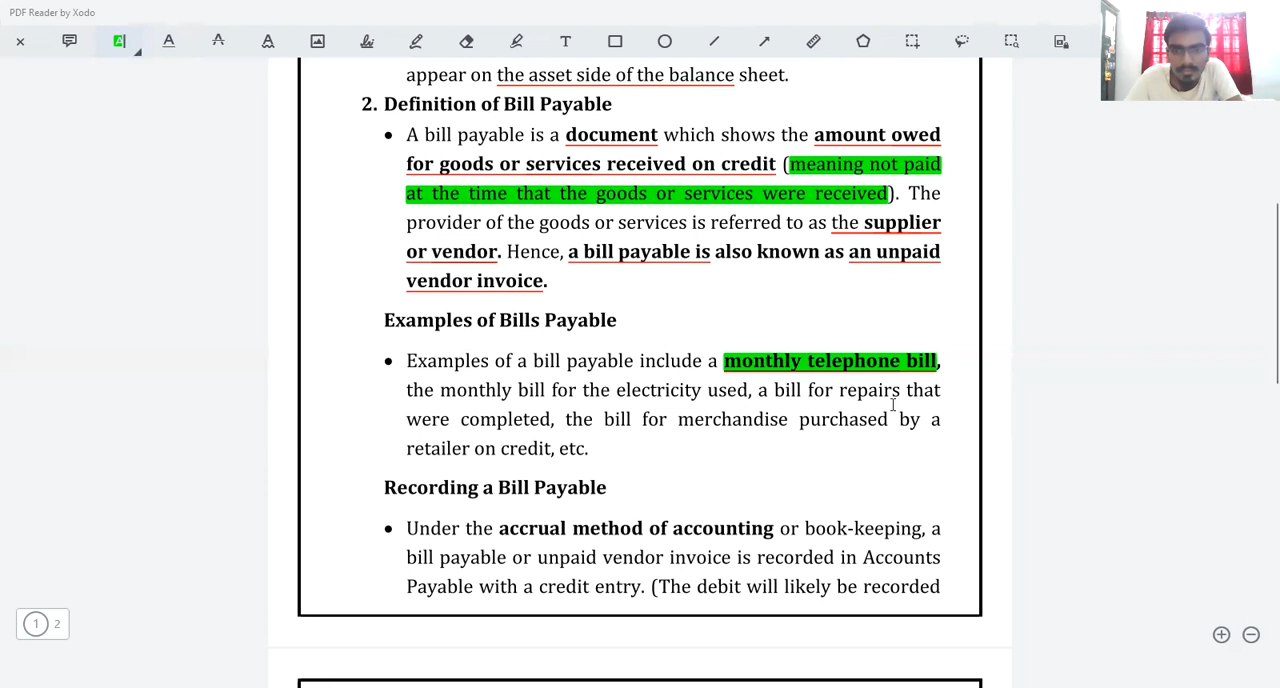 PDF Reader by Xodo
appear on the asset side of the balance sheet.
2. Definition of Bill Payable
• A bill payable is a document which shows the amount owed
for goods or services received on credit (meaning not paid
at the time that the goods or services were received). The
provider of the goods or services is referred to as the supplier
or vendor. Hence, a bill payable is also known as an unpaid
vendor invoice.
Examples of Bills Payable
• Examples of a bill payable include a monthly telephone bill,
the monthly bill for the electricity used, a bill for repairs that
were completed, the bill for merchandise purchased by a
retailer on credit, etc.
Recording a Bill Payable
• Under the accrual method of accounting or book-keeping, a
bill payable or unpaid vendor invoice is recorded in Accounts
Payable with a credit entry. (The debit will likely be recorded
1 2